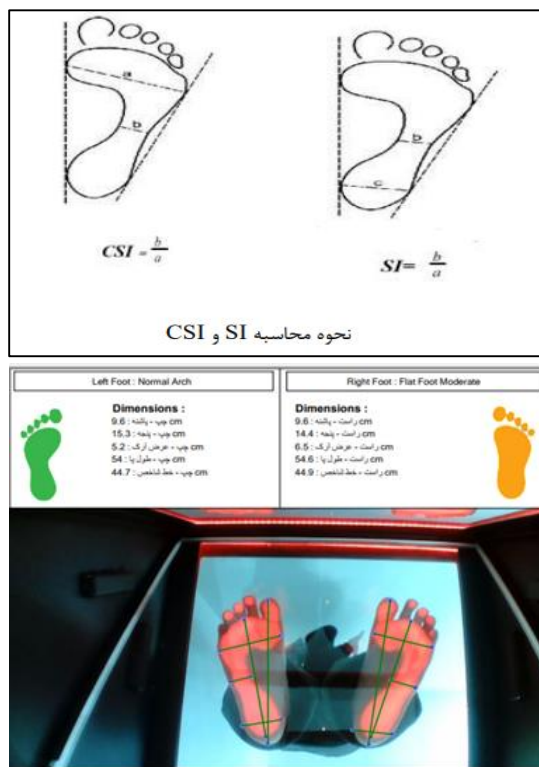 a
b
b
c
CSI = b/a
SI= b/a
نحوه محاسبه SI و CSI
Left Foot : Normal Arch
Right Foot : Flat Foot Moderate
Dimensions :
9.6 : چپ - پاشنه cm
15.3 : چپ - پنجه cm
5.2 : چپ - عرض ارک cm
54 : چپ - طول پا cm
44.7 : چپ - خط شاخص cm
Dimensions :
9.6 : راست - پاشنه cm
14.4 : راست - پنجه cm
6.5 : راست - عرض ارک cm
54.6 : راست - طول پا cm
44.9 : راست - خط شاخص cm